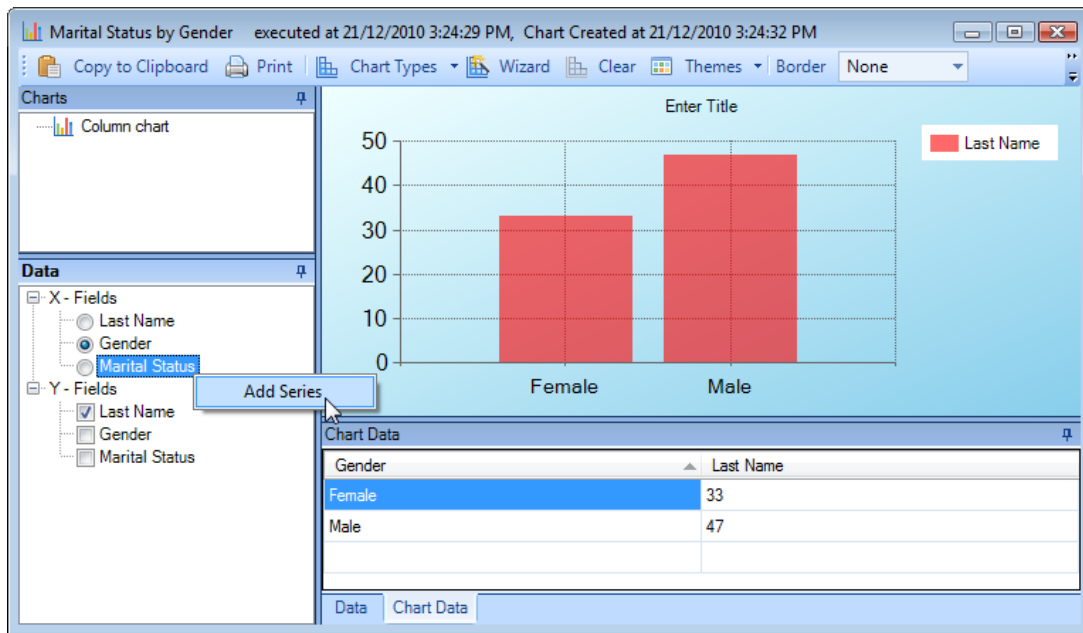 Marital Status by Gender executed at 21/12/2010 3:24:29 PM, Chart Created at 21/12/2010 3:24:32 PM
Copy to Clipboard Print Chart Types Wizard Clear Themes Border None
Charts
Column chart
Data
X - Fields
Last Name
Gender
Marital Status
Add Series
Y - Fields
Last Name
Gender
Marital Status
Enter Title
Last Name
50
40
30
20
10
0
Female Male
Chart Data
Gender Last Name
Female 33
Male 47
Data Chart Data